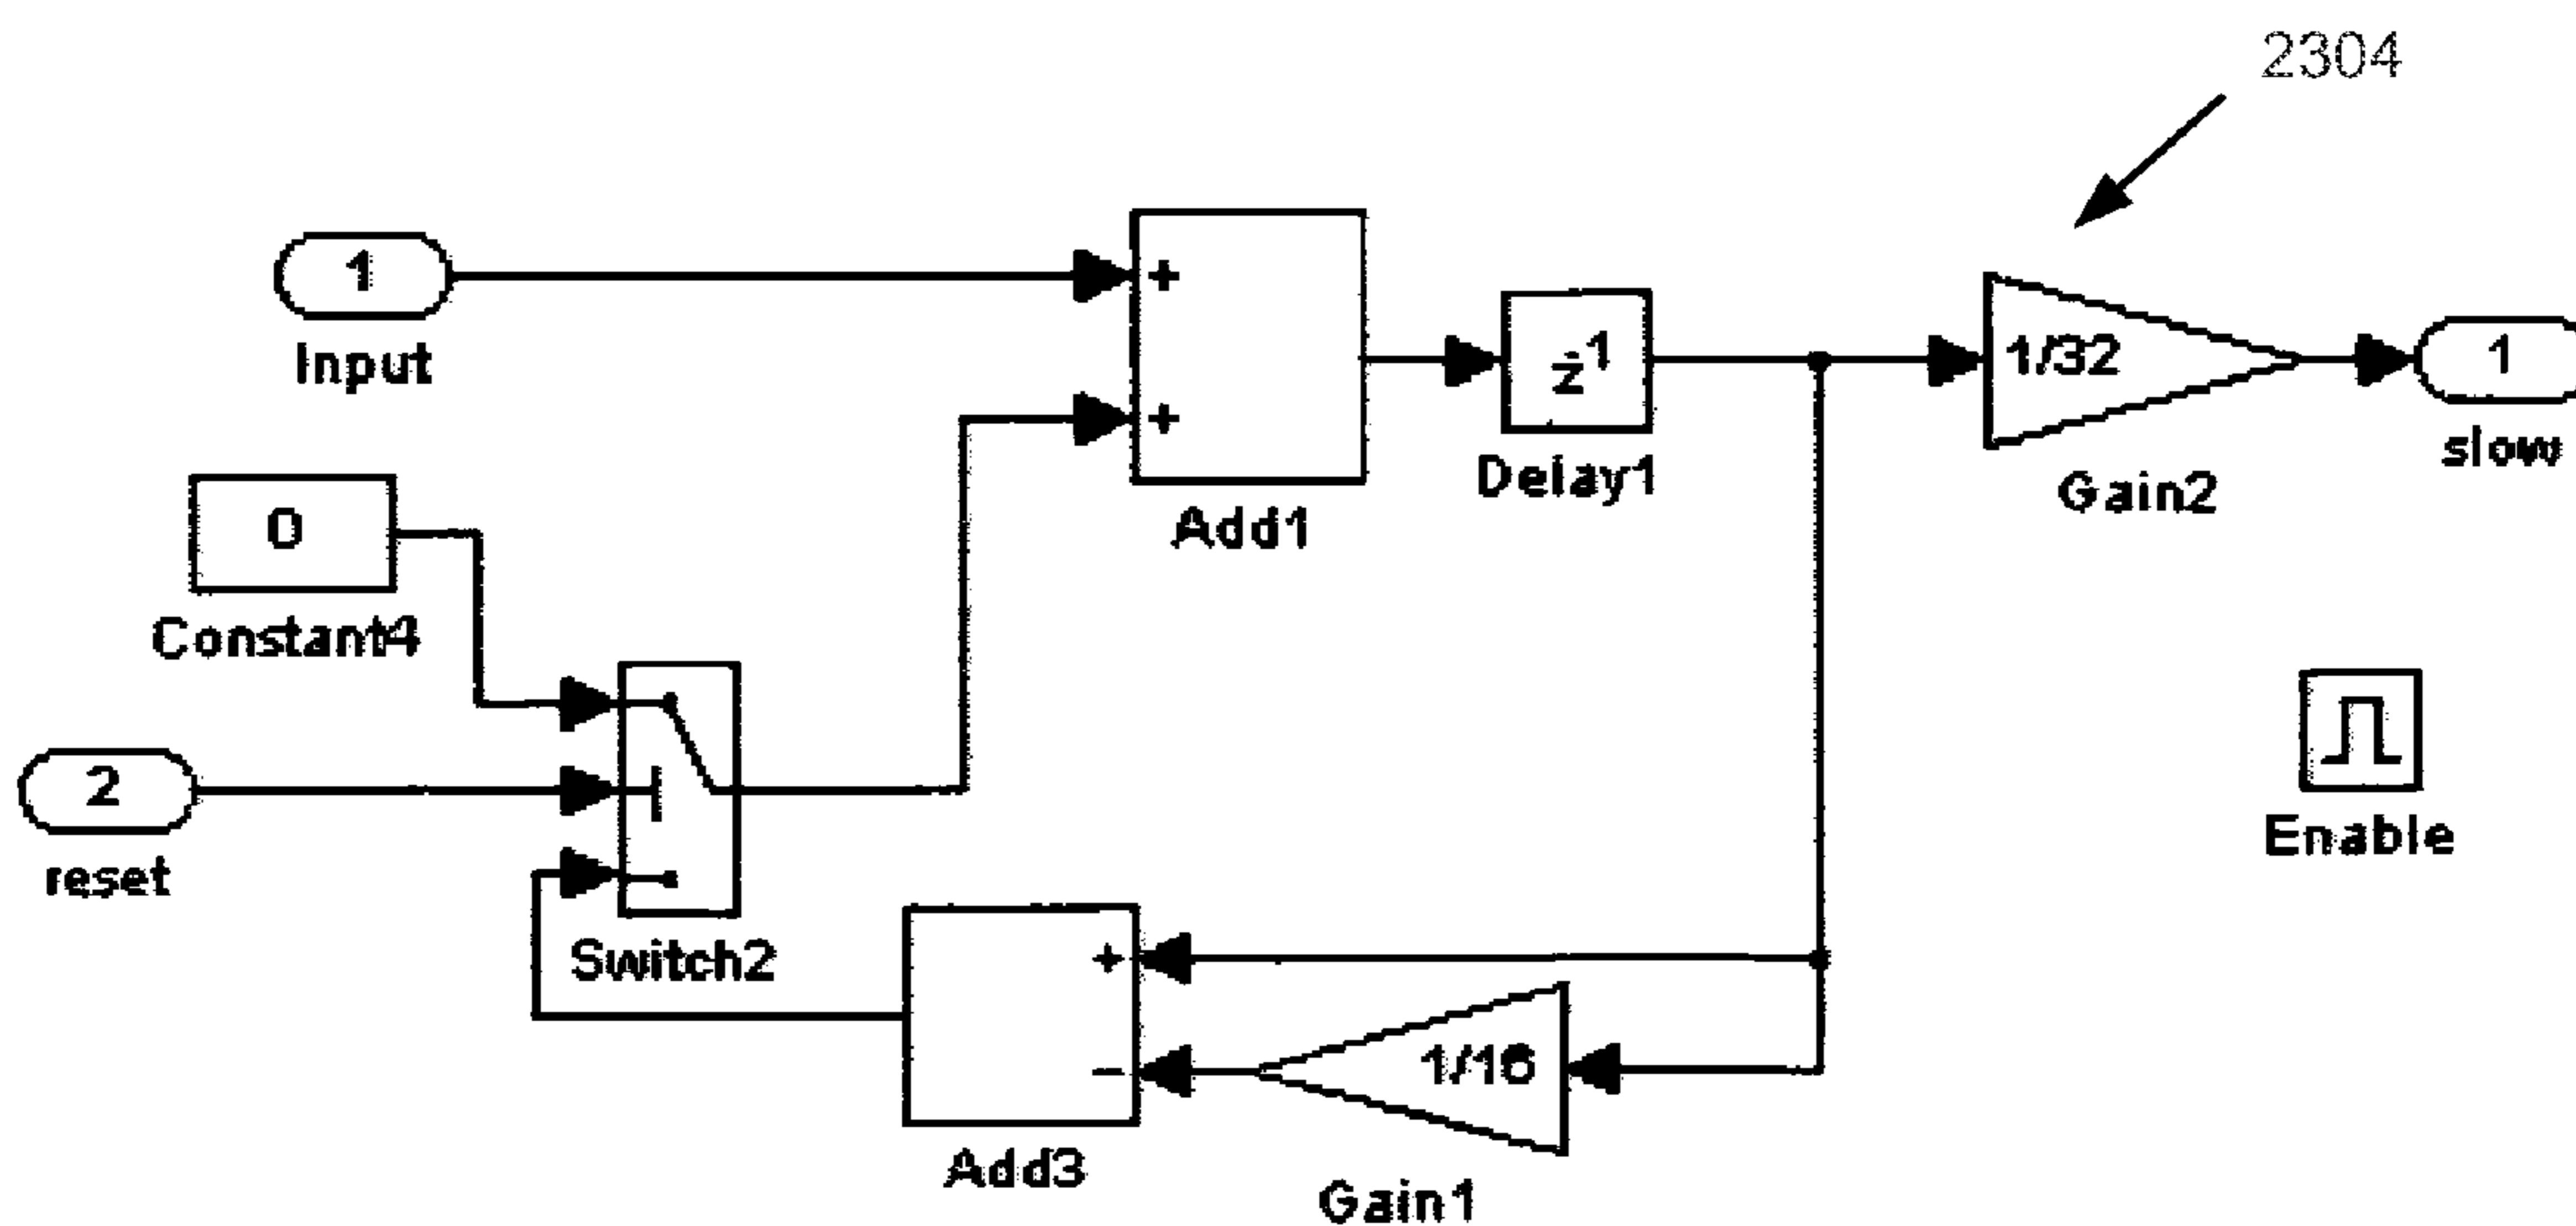 2304
1
Input
+
+
Add1
z-1
Delay1
1/32
Gain2
1
slow
0
Constant4
2
reset
Switch2
Enable
+
-
Add3
1/16
Gain1